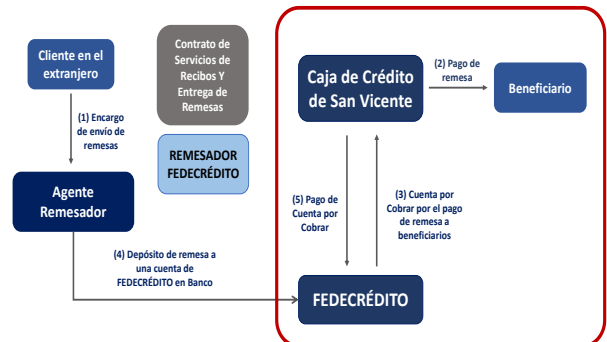 Cliente en el
extranjero
Contrato de
Servicios de
Recibos Y
Entrega de
Remesas
Caja de Crédito
de San Vicente
(2) Pago de
remesa
Beneficiario
(1) Encargo
de envío de
remesas
REMESADOR
FEDECRÉDITO
Agente
Remesador
(5) Pago de
Cuenta por
Cobrar
(3) Cuenta por
Cobrar por el pago
de remesa a
beneficiarios
(4) Depósito de remesa a
una cuenta de
FEDECRÉDITO en Banco
FEDECRÉDITO